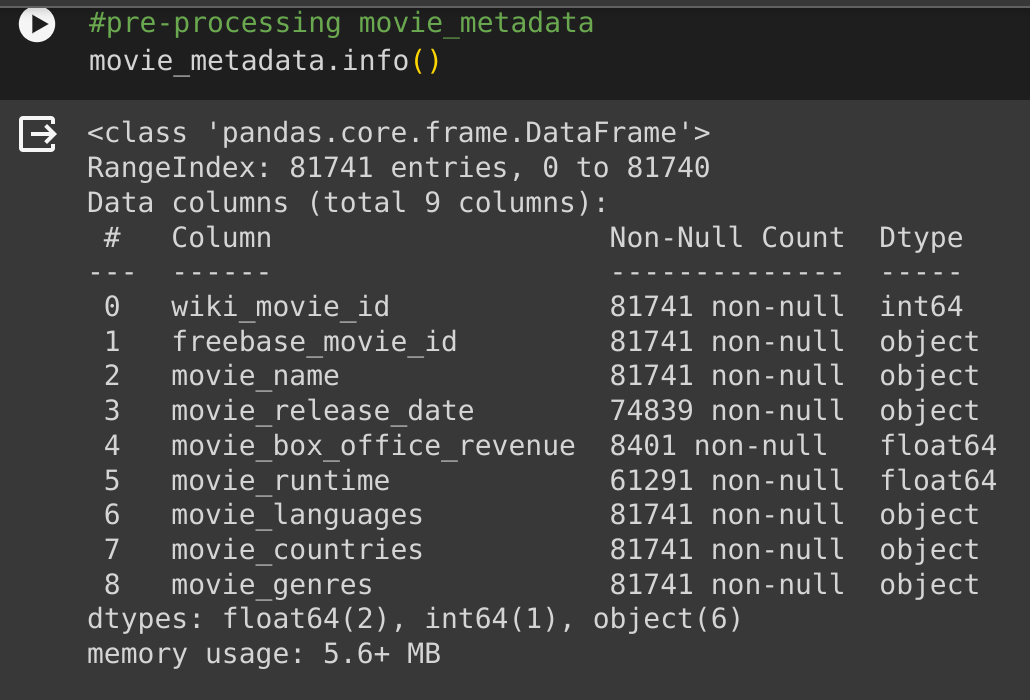 #pre-processing movie_metadata
movie_metadata.info()
<class 'pandas.core.frame.DataFrame'>
RangeIndex: 81741 entries, 0 to 81740
Data columns (total 9 columns):
 #   Column                    Non-Null Count  Dtype
---  ------                    --------------  -----
 0   wiki_movie_id             81741 non-null  int64
 1   freebase_movie_id         81741 non-null  object
 2   movie_name                81741 non-null  object
 3   movie_release_date        74839 non-null  object
 4   movie_box_office_revenue  8401 non-null   float64
 5   movie_runtime             61291 non-null  float64
 6   movie_languages           81741 non-null  object
 7   movie_countries           81741 non-null  object
 8   movie_genres              81741 non-null  object
dtypes: float64(2), int64(1), object(6)
memory usage: 5.6+ MB